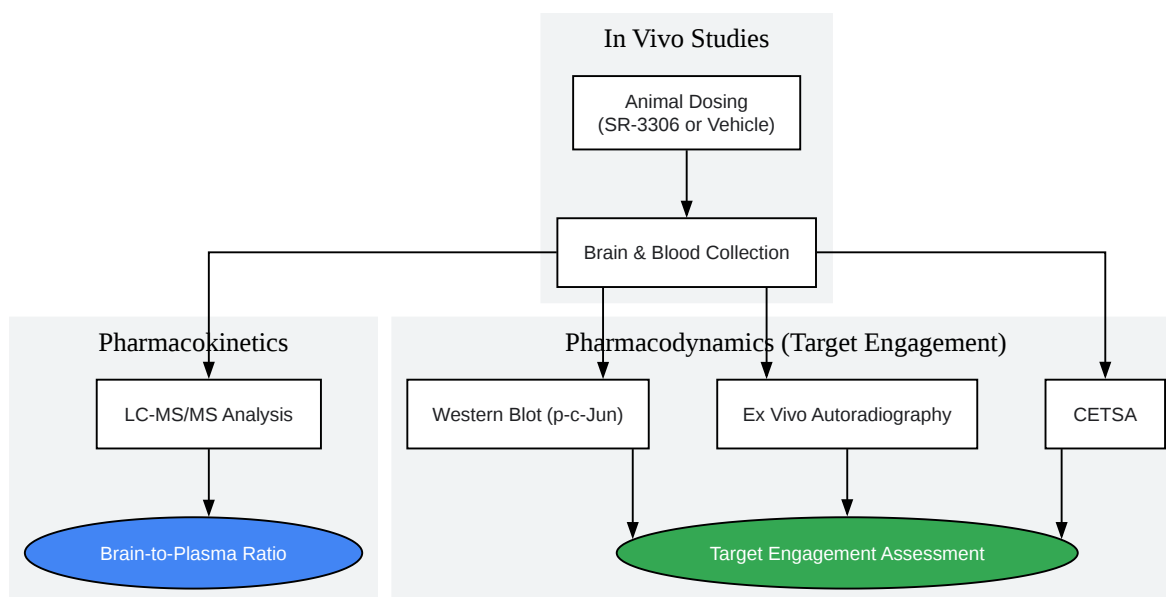 In Vivo Studies
Animal Dosing
(SR-3306 or Vehicle)
Brain & Blood Collection
Pharmacokinetics
Pharmacodynamics (Target Engagement)
LC-MS/MS Analysis
Western Blot (p-c-Jun)
Ex Vivo Autoradiography
CETSA
Brain-to-Plasma Ratio
Target Engagement Assessment